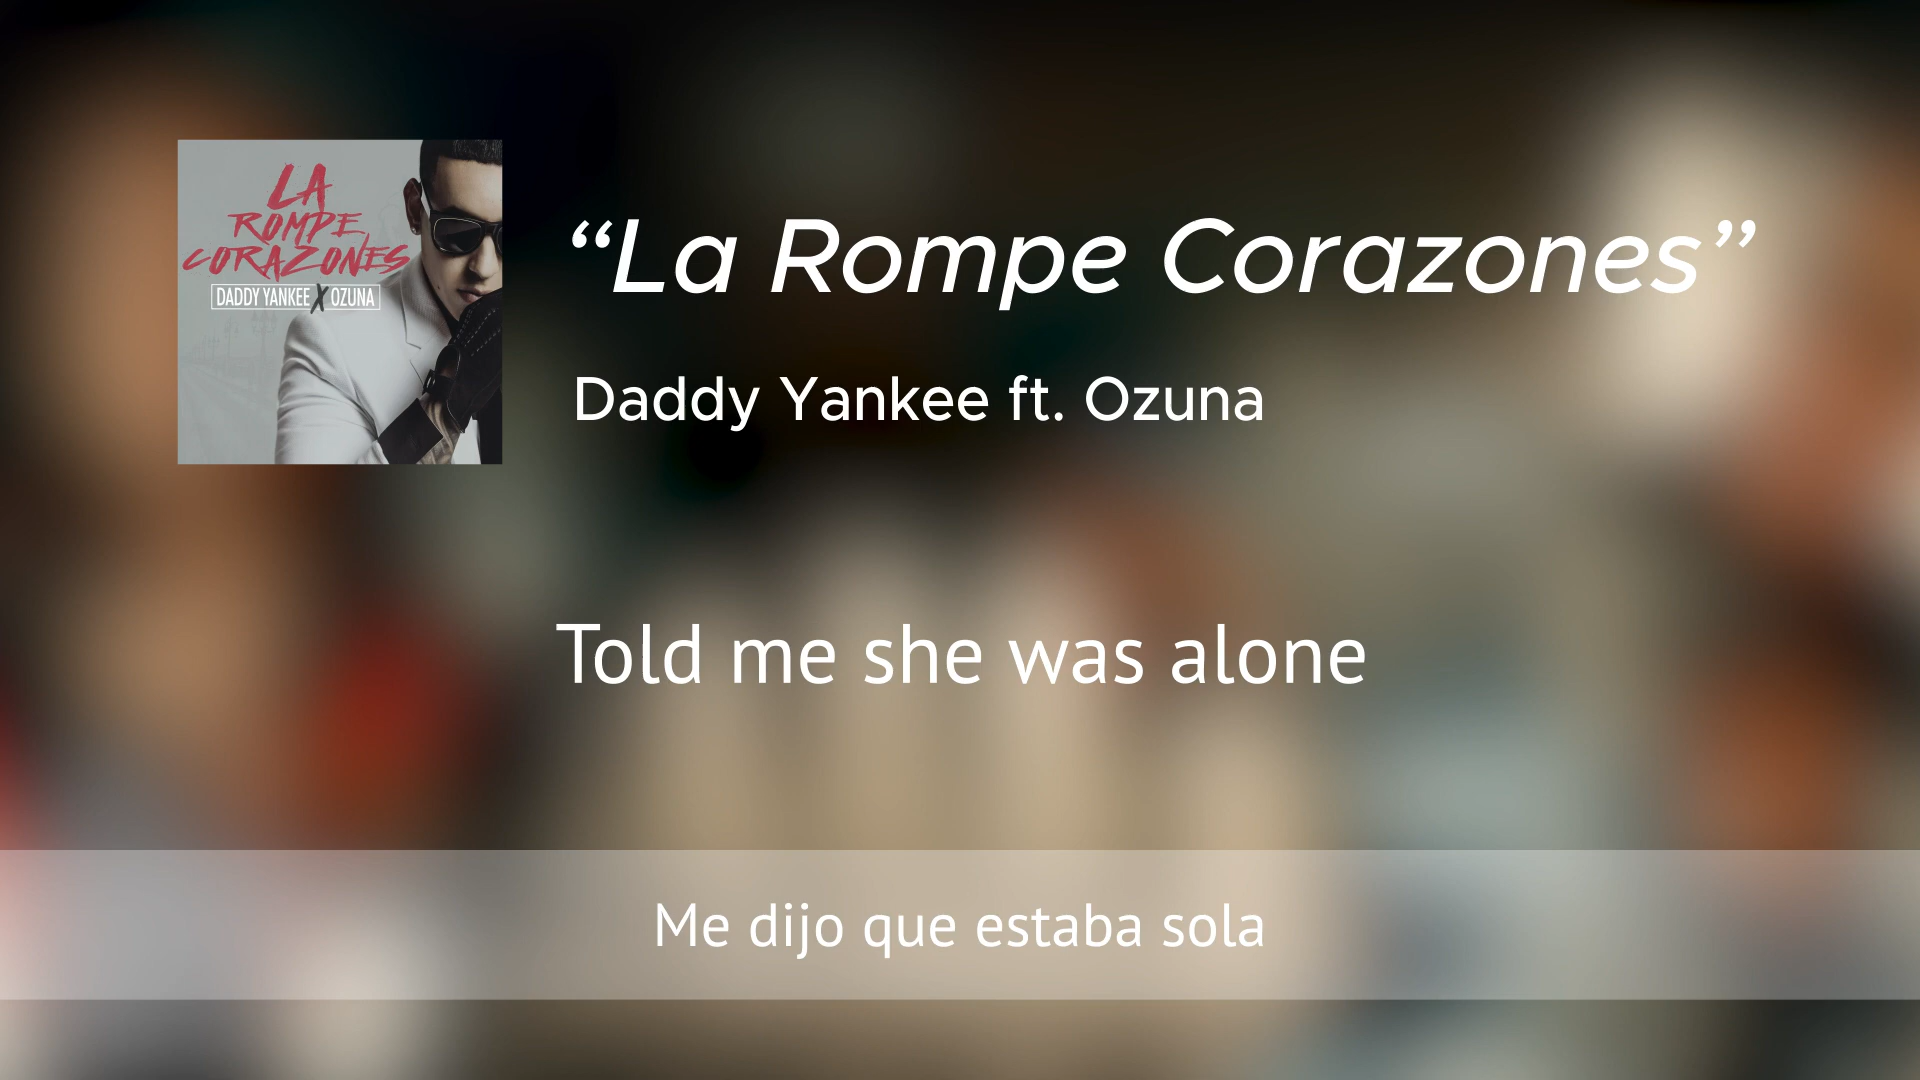 LA
ROMPE
CORAZONES
DADDY YANKEE X OZUNA
“La Rompe Corazones”
Daddy Yankee ft. Ozuna
Told me she was alone
Me dijo que estaba sola